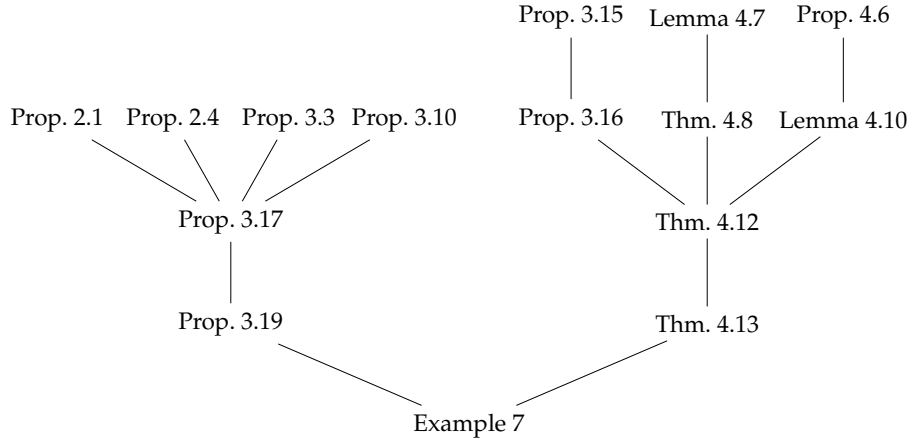 Prop. 3.15 Lemma 4.7 Prop. 4.6
Prop. 2.1 Prop. 2.4 Prop. 3.3 Prop. 3.10 Prop. 3.16 Thm. 4.8 Lemma 4.10
Prop. 3.17 Thm. 4.12
Prop. 3.19 Thm. 4.13
Example 7